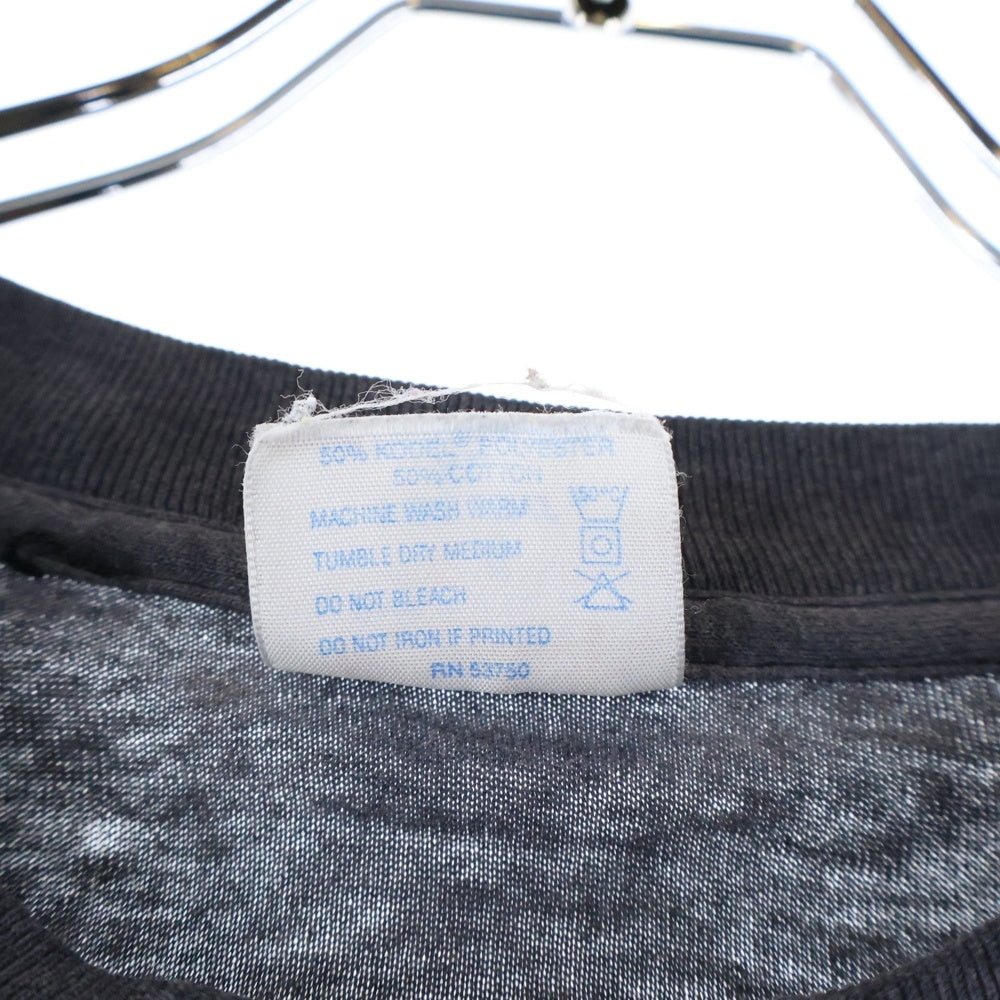 50% KODEL® POLYESTER
50% COTTON
MACHINE WASH WARM
50°C
TUMBLE DRY MEDIUM
DO NOT BLEACH
DO NOT IRON IF PRINTED
RN 53750